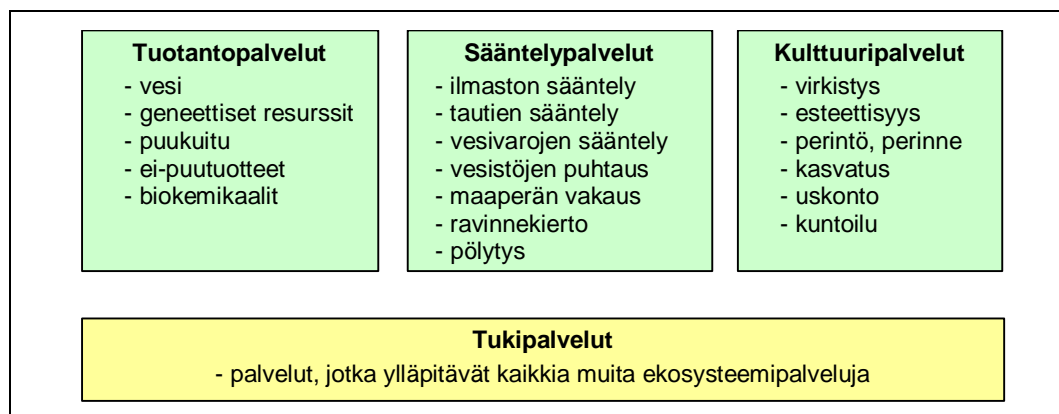 Tuotantopalvelut
- vesi
- geneettiset resurssit
- puukuitu
- ei-puutuotteet
- biokemikaalit
Sääntelypalvelut
- ilmaston sääntely
- tautien sääntely
- vesivarojen sääntely
- vesistöjen puhtaus
- maaperän vakaus
- ravinnekierto
- pölytys
Kulttuuripalvelut
- virkistys
- esteettisyys
- perintö, perinne
- kasvatus
- uskonto
- kuntoilu
Tukipalvelut
- palvelut, jotka ylläpitävät kaikkia muita ekosysteemipalveluja